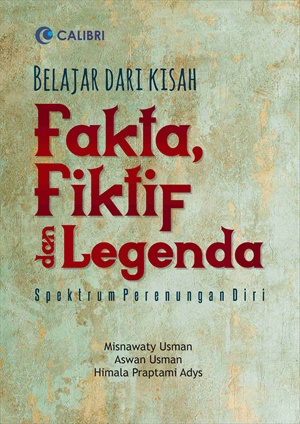 CALIBRI
BELAJAR DARI KISAH
Fakta,
Fiktif
dan Legenda
Spektrum Perenungan Diri
Misnawaty Usman
Aswan Usman
Himala Praptami Adys